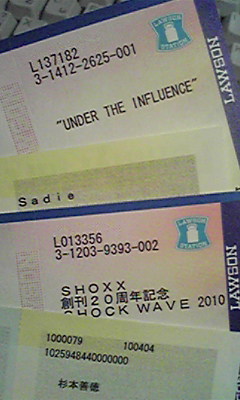 L137182
3-1412-2625-001
LAWSON
STATION
LAWSON
"UNDER THE INFLUENCE"
Sadie
L013356
3-1203-9393-002
LAWSON
STATION
LAWSON
SHOXX
創刊20周年記念
SHOCK WAVE 2010
1000079 100404
1025948440000000
杉本善徳